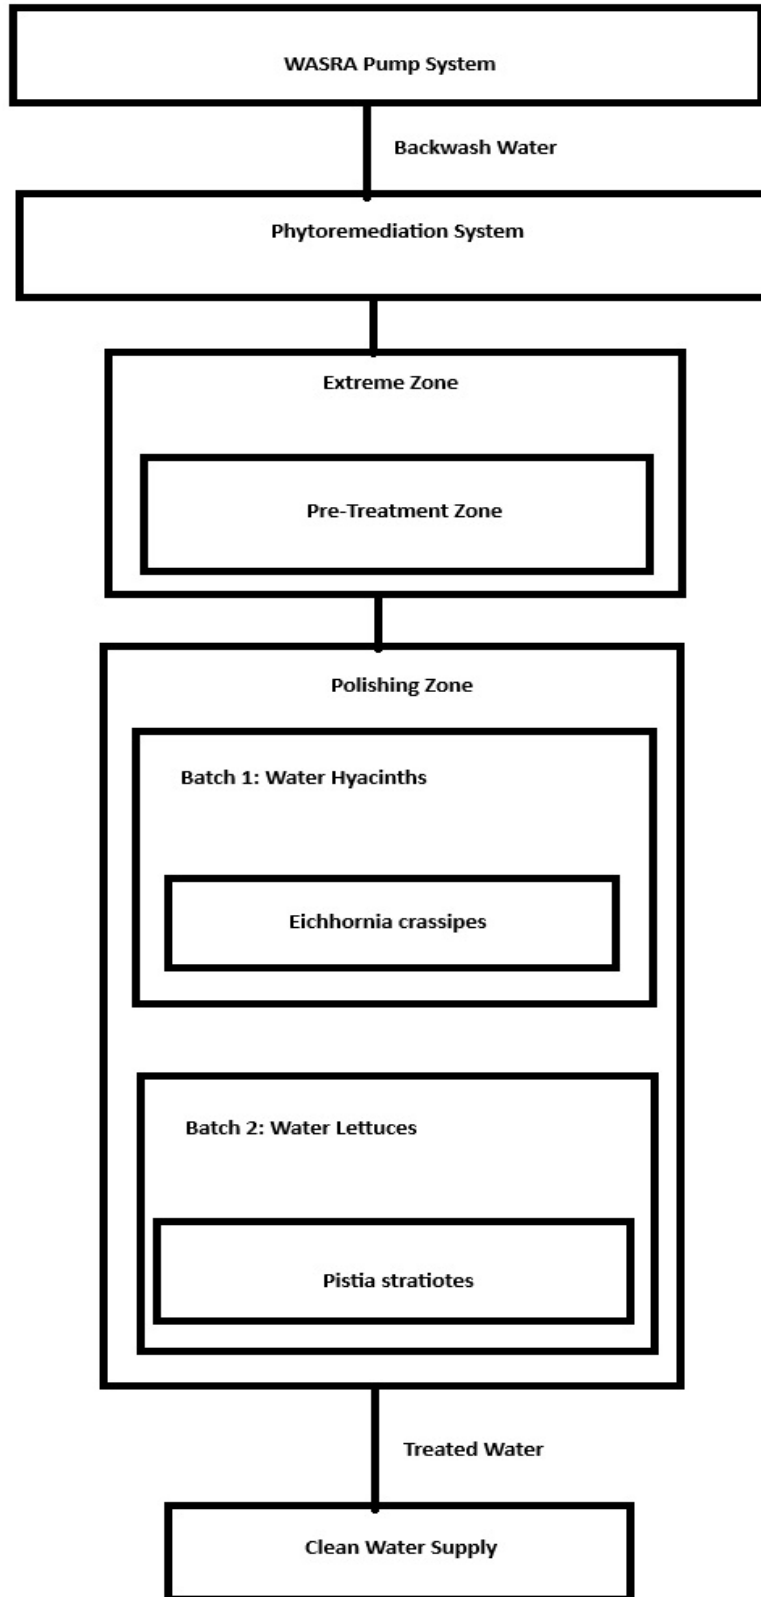 WASRA Pump System
Backwash Water
Phytoremediation System
Extreme Zone
Pre-Treatment Zone
Polishing Zone
Batch 1: Water Hyacinths
Eichhornia crassipes
Batch 2: Water Lettuces
Pistia stratiotes
Treated Water
Clean Water Supply